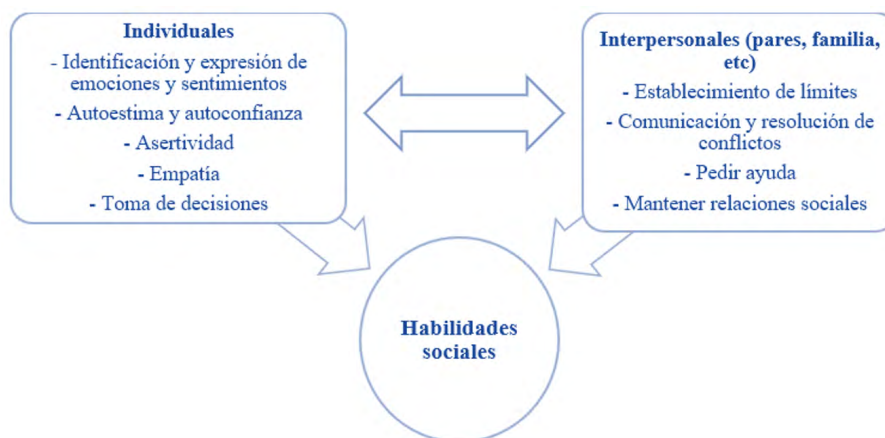 Individuales
- Identificación y expresión de
emociones y sentimientos
- Autoestima y autoconfianza
- Asertividad
- Empatía
- Toma de decisiones
Interpersonales (pares, familia,
etc)
- Establecimiento de límites
- Comunicación y resolución de
conflictos
- Pedir ayuda
- Mantener relaciones sociales
Habilidades
sociales